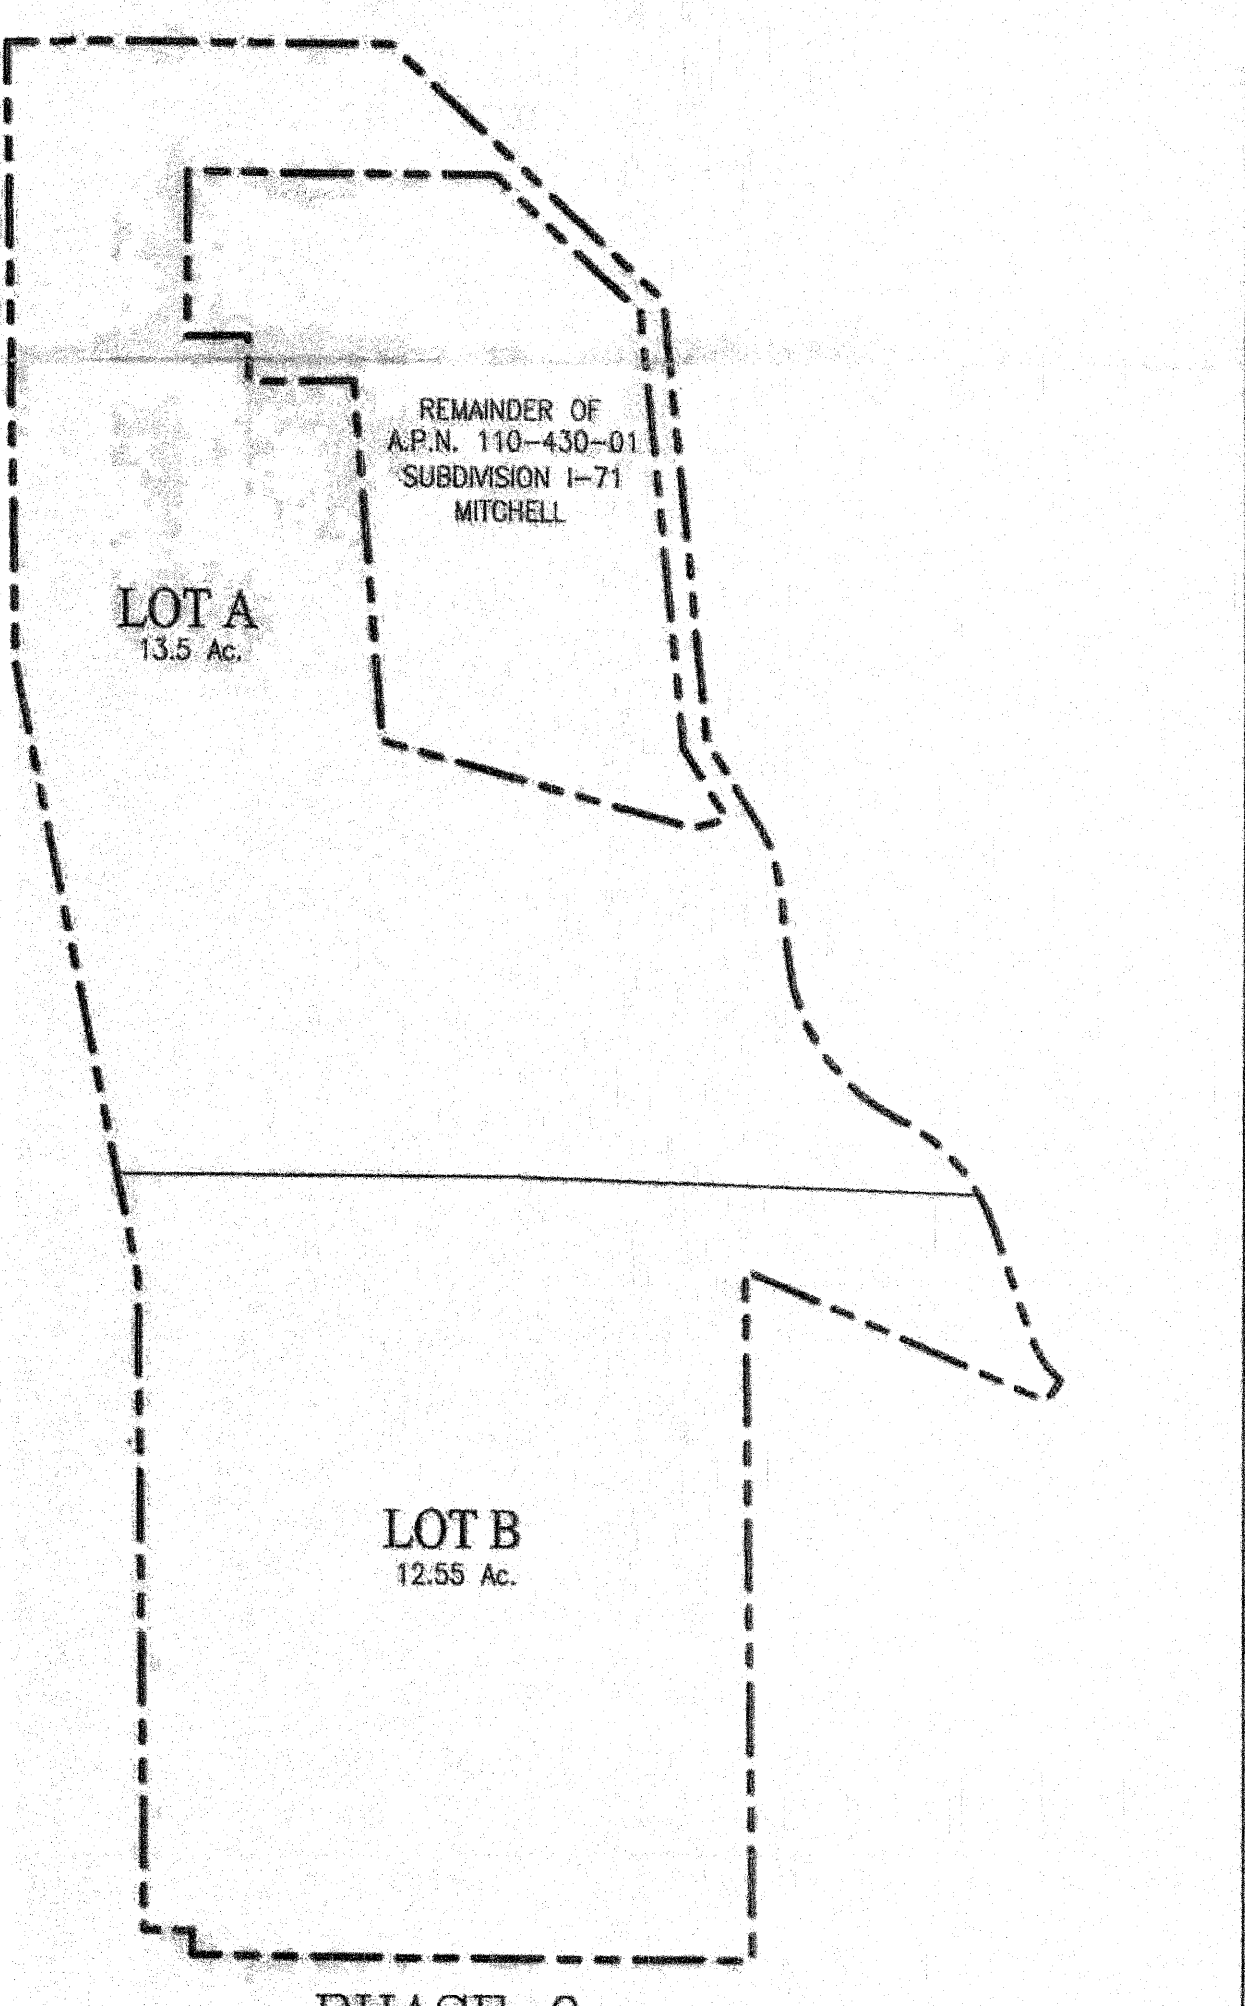 REMAINDER OF
A.P.N. 110-430-01
SUBDIVISION I-71
MITCHELL
LOT A
13.5 Ac.
LOT B
12.55 Ac.